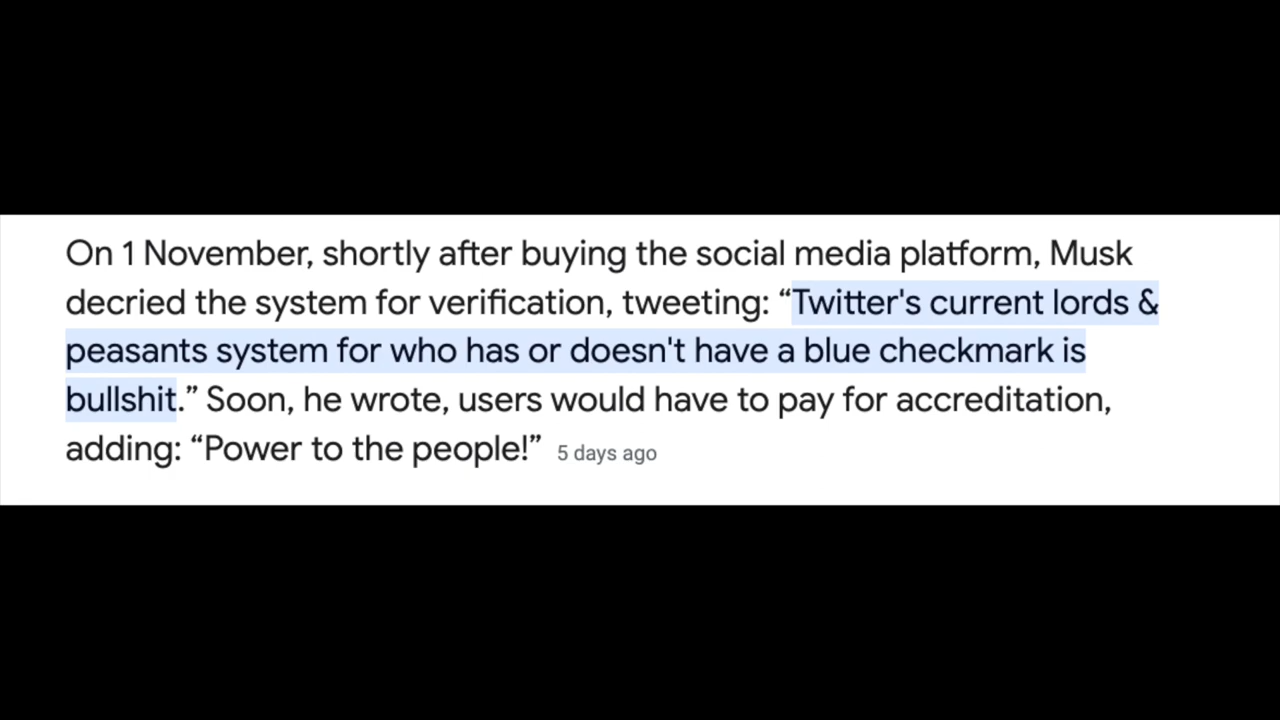 On 1 November, shortly after buying the social media platform, Musk
decried the system for verification, tweeting: “Twitter's current lords &
peasants system for who has or doesn't have a blue checkmark is
bullshit.” Soon, he wrote, users would have to pay for accreditation,
adding: “Power to the people!” 5 days ago